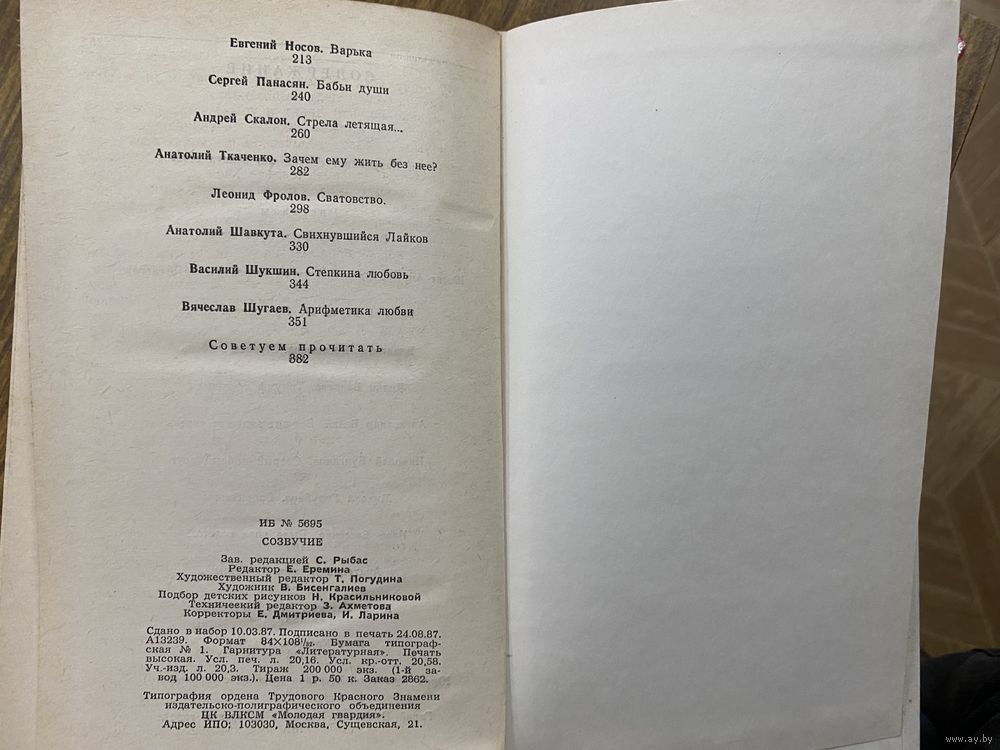 Евгений Носов. Варька
213
Сергей Панасян. Бабьи души
240
Андрей Скалон. Стрела летящая...
260
Анатолий Ткаченко. Зачем ему жить без нее?
282
Леонид Фролов. Сватовство.
298
Анатолий Шавкута. Свихнувшийся Лайков
330
Василий Шукшин. Степкина любовь
344
Вячеслав Шугаев. Арифметика любви
351
Советуем прочитать
382
ИБ № 5695
СОЗВУЧИЕ
Зав. редакцией С. Рыбас
Редактор Е. Еремина
Художественный редактор Т. Погудина
Художник В. Бисенгалиев
Подбор детских рисунков Н. Красильниковой
Технический редактор З. Ахметова
Корректоры Е. Дмитриева, И. Ларина
Сдано в набор 10.03.87. Подписано в печать 24.08.87.
А13239. Формат 84×108¹/₃₂. Бумага типограф-
ская № 1. Гарнитура «Литературная». Печать
высокая. Усл. печ. л. 20,16. Усл. кр.-отт. 20,58.
Уч.-изд. л. 20,3. Тираж 200 000 экз. (1-й за-
вод 100 000 экз.). Цена 1 р. 50 к. Заказ 2862.
Типография ордена Трудового Красного Знамени
издательско-полиграфического объединения
ЦК ВЛКСМ «Молодая гвардия».
Адрес ИПО: 103030, Москва, Сущевская, 21.
www.ay.by